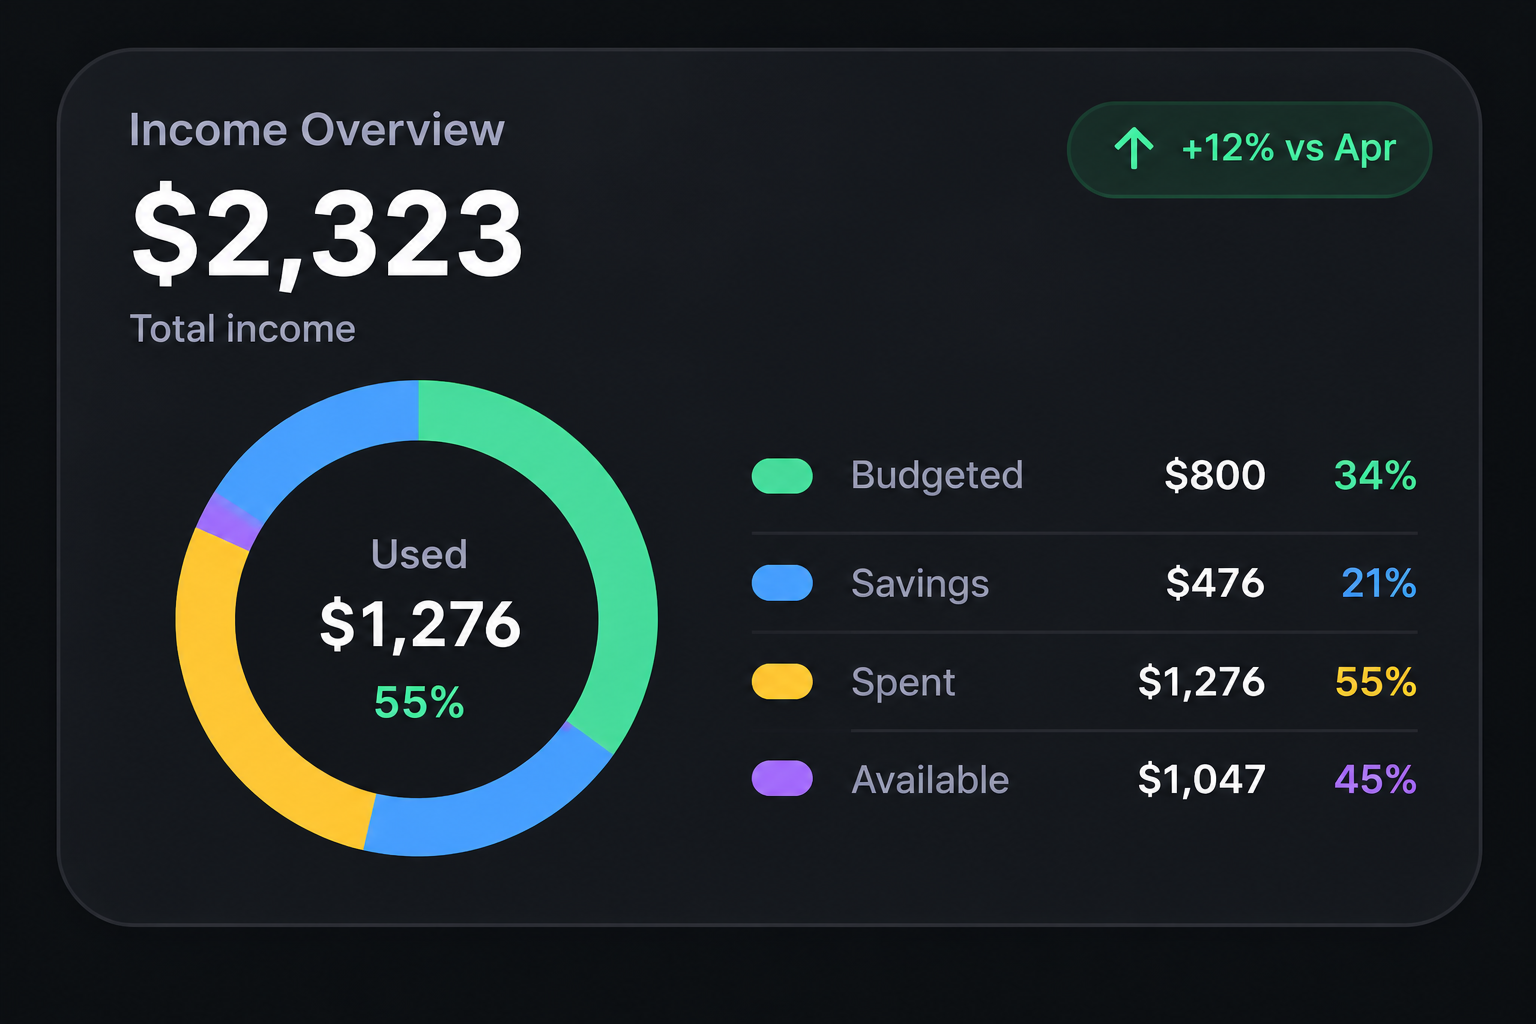 Income Overview
+12% vs Apr
$2,323
Total income
Used
$1,276
55%
Budgeted $800 34%
Savings $476 21%
Spent $1,276 55%
Available $1,047 45%